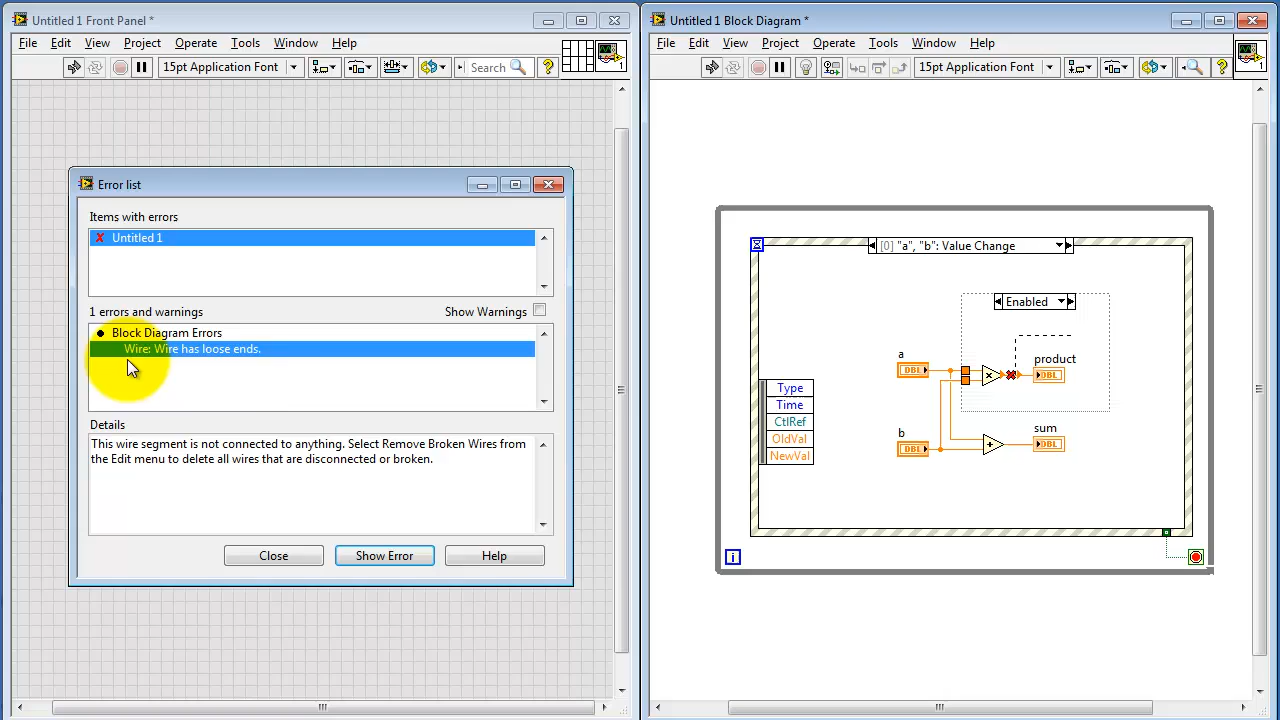 Untitled 1 Front Panel *
File Edit View Project Operate Tools Window Help
15pt Application Font
Search
?
1
Error list
Items with errors
Untitled 1
1 errors and warnings
Show Warnings
Block Diagram Errors
Wire: Wire has loose ends.
Details
This wire segment is not connected to anything. Select Remove Broken Wires from
the Edit menu to delete all wires that are disconnected or broken.
Close
Show Error
Help
Untitled 1 Block Diagram *
File Edit View Project Operate Tools Window Help
15pt Application Font
?
1
[0] "a", "b": Value Change
Enabled
a
DBL
product
DBL
Type
Time
CtlRef
OldVal
NewVal
b
DBL
sum
DBL
i